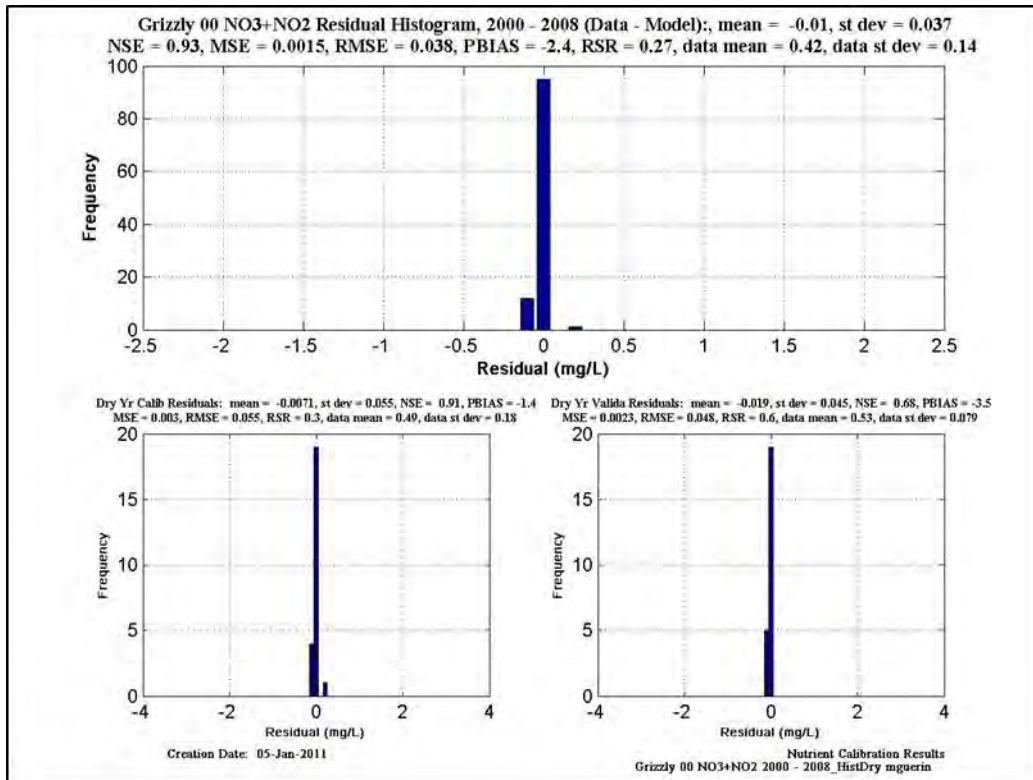 Grizzly 00 NO3+NO2 Residual Histogram, 2000 - 2008 (Data - Model):, mean = -0.01, st dev = 0.037
NSE = 0.93, MSE = 0.0015, RMSE = 0.038, PBIAS = -2.4, RSR = 0.27, data mean = 0.42, data st dev = 0.14
100
80
60
40
20
0
Frequency
-2.5 -2 -1.5 -1 -0.5 0 0.5 1 1.5 2 2.5
Residual (mg/L)
Dry Yr Calib Residuals: mean = -0.0071, st dev = 0.055, NSE = 0.91, PBIAS = -1.4
MSE = 0.003, RMSE = 0.055, RSR = 0.3, data mean = 0.49, data st dev = 0.18
20
15
10
5
0
Frequency
-4 -2 0 2 4
Residual (mg/L)
Dry Yr Valida Residuals: mean = -0.019, st dev = 0.045, NSE = 0.68, PBIAS = -3.5
MSE = 0.0023, RMSE = 0.048, RSR = 0.6, data mean = 0.53, data st dev = 0.079
20
15
10
5
0
Frequency
-4 -2 0 2 4
Residual (mg/L)
Creation Date: 05-Jan-2011
Nutrient Calibration Results
Grizzly 00 NO3+NO2 2000 - 2008_HistDry mguerin